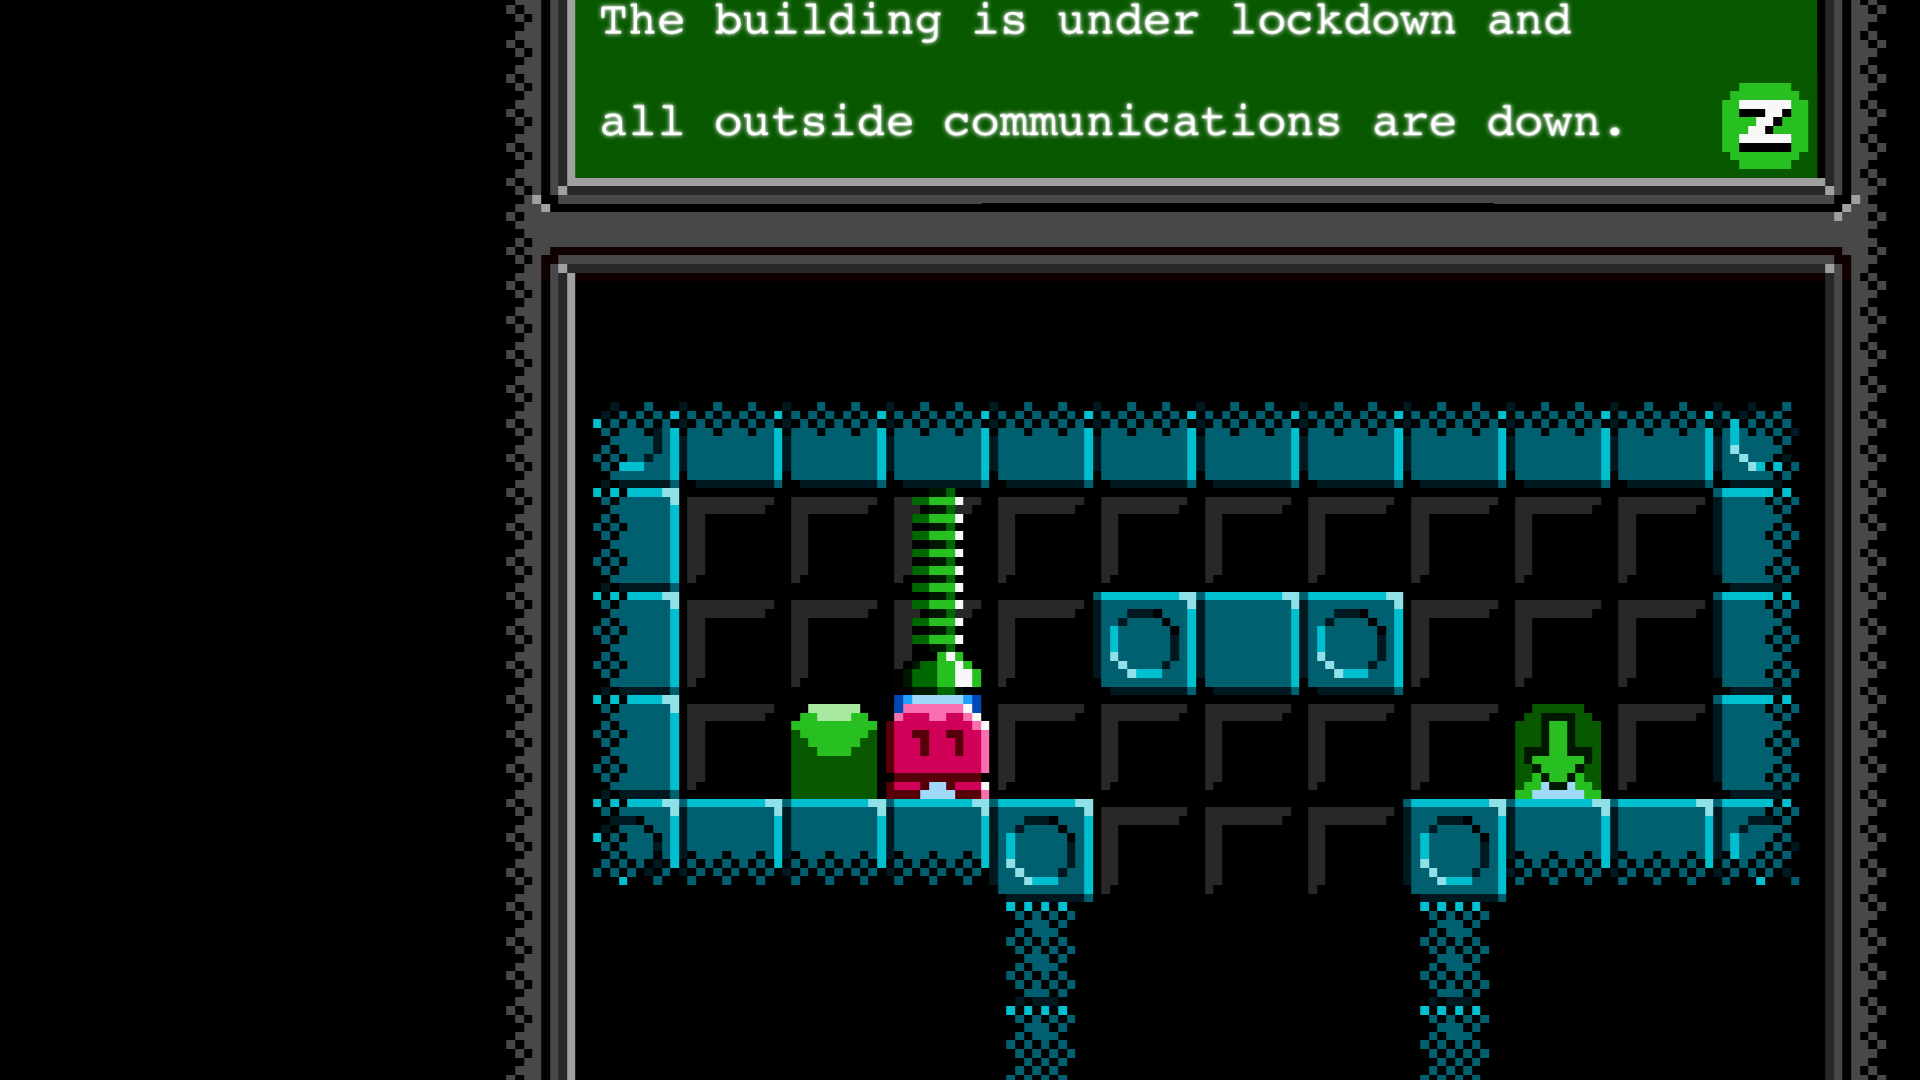 The building is under lockdown and
all outside communications are down.
Z